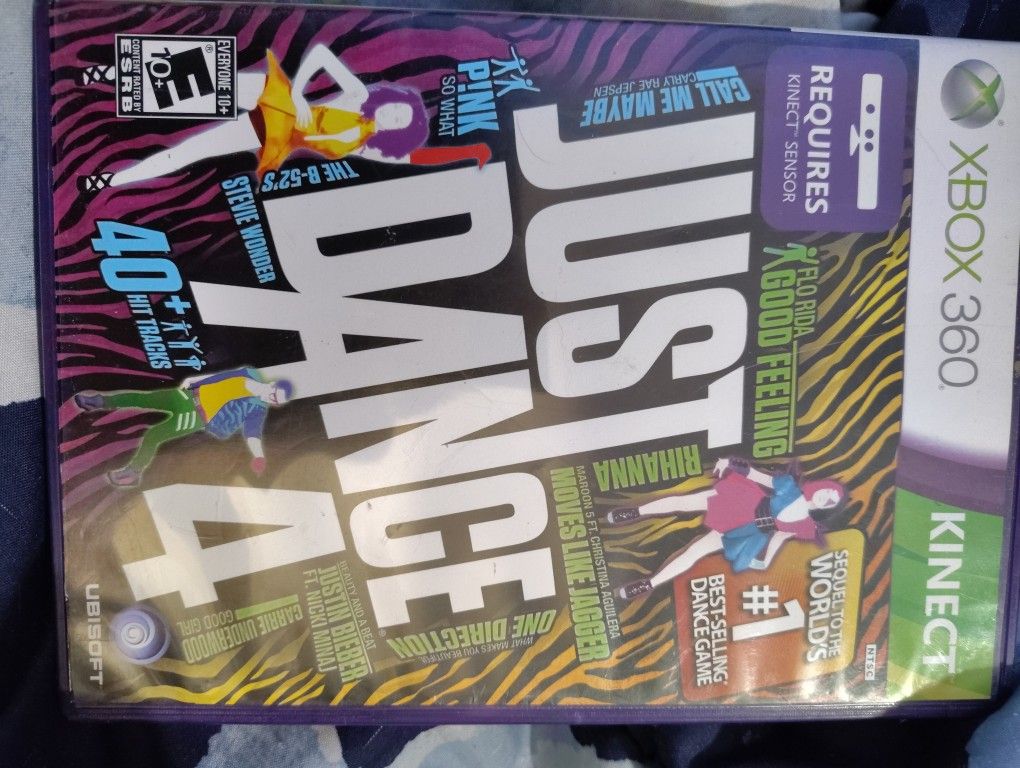 XBOX 360
KINECT
REQUIRES
KINECT™ SENSOR
FLO RIDA
GOOD FEELING
SEQUEL TO THE
WORLD'S
#1
BEST-SELLING
DANCE GAME
NTSC
CALL ME MAYBE
CARLY RAE JEPSEN
JUST
DANCE
4
RIHANNA
MAROON 5 FT. CHRISTINA AGUILERA
MOVES LIKE JAGGER
P!NK
SO WHAT
ONE DIRECTION
WHAT MAKES YOU BEAUTIFUL
THE B-52'S
STEVIE WONDER
BEAUTY AND A BEAT
JUSTIN BIEBER
FT. NICKI MINAJ
CARRIE UNDERWOOD
GOOD GIRL
40+
HIT TRACKS
EVERYONE 10+
E
10+
®
CONTENT RATED BY
ESRB
UBISOFT